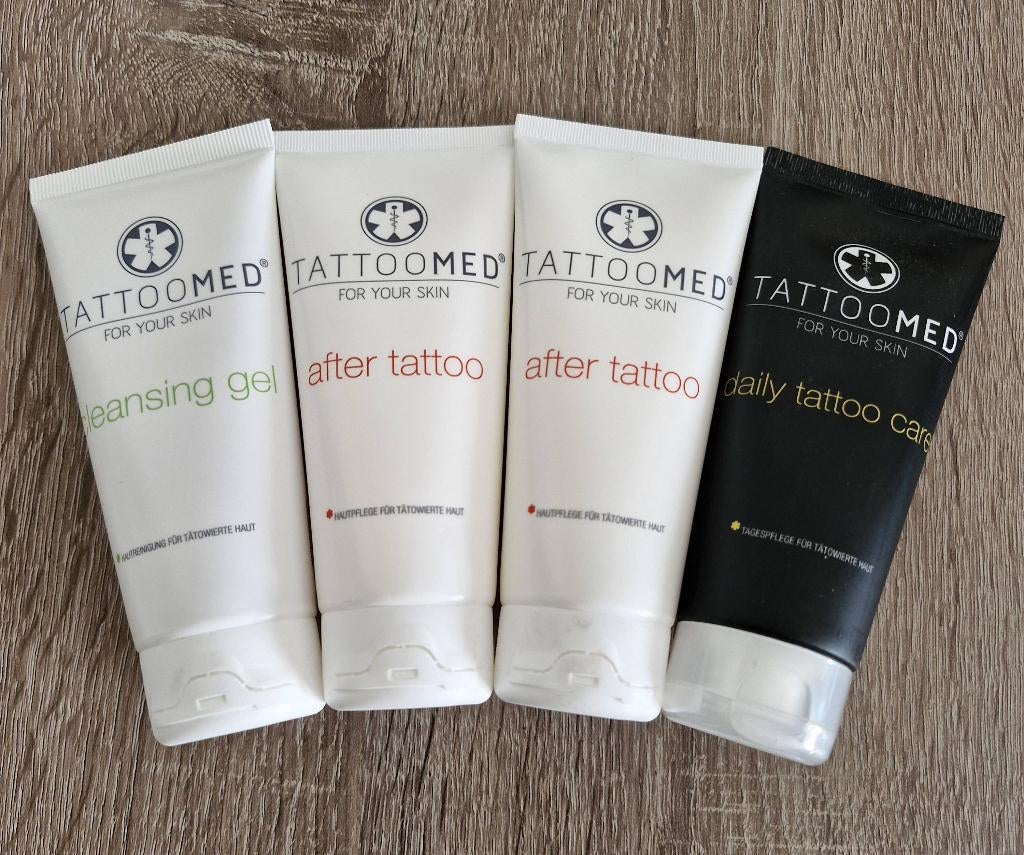 TATTOOMED®
FOR YOUR SKIN
cleansing gel
HAUTREINIGUNG FÜR TÄTOWIERTE HAUT
TATTOOMED®
FOR YOUR SKIN
after tattoo
HAUTPFLEGE FÜR TÄTOWIERTE HAUT
TATTOOMED®
FOR YOUR SKIN
after tattoo
HAUTPFLEGE FÜR TÄTOWIERTE HAUT
TATTOOMED®
FOR YOUR SKIN
daily tattoo care
TAGESPFLEGE FÜR TÄTOWIERTE HAUT